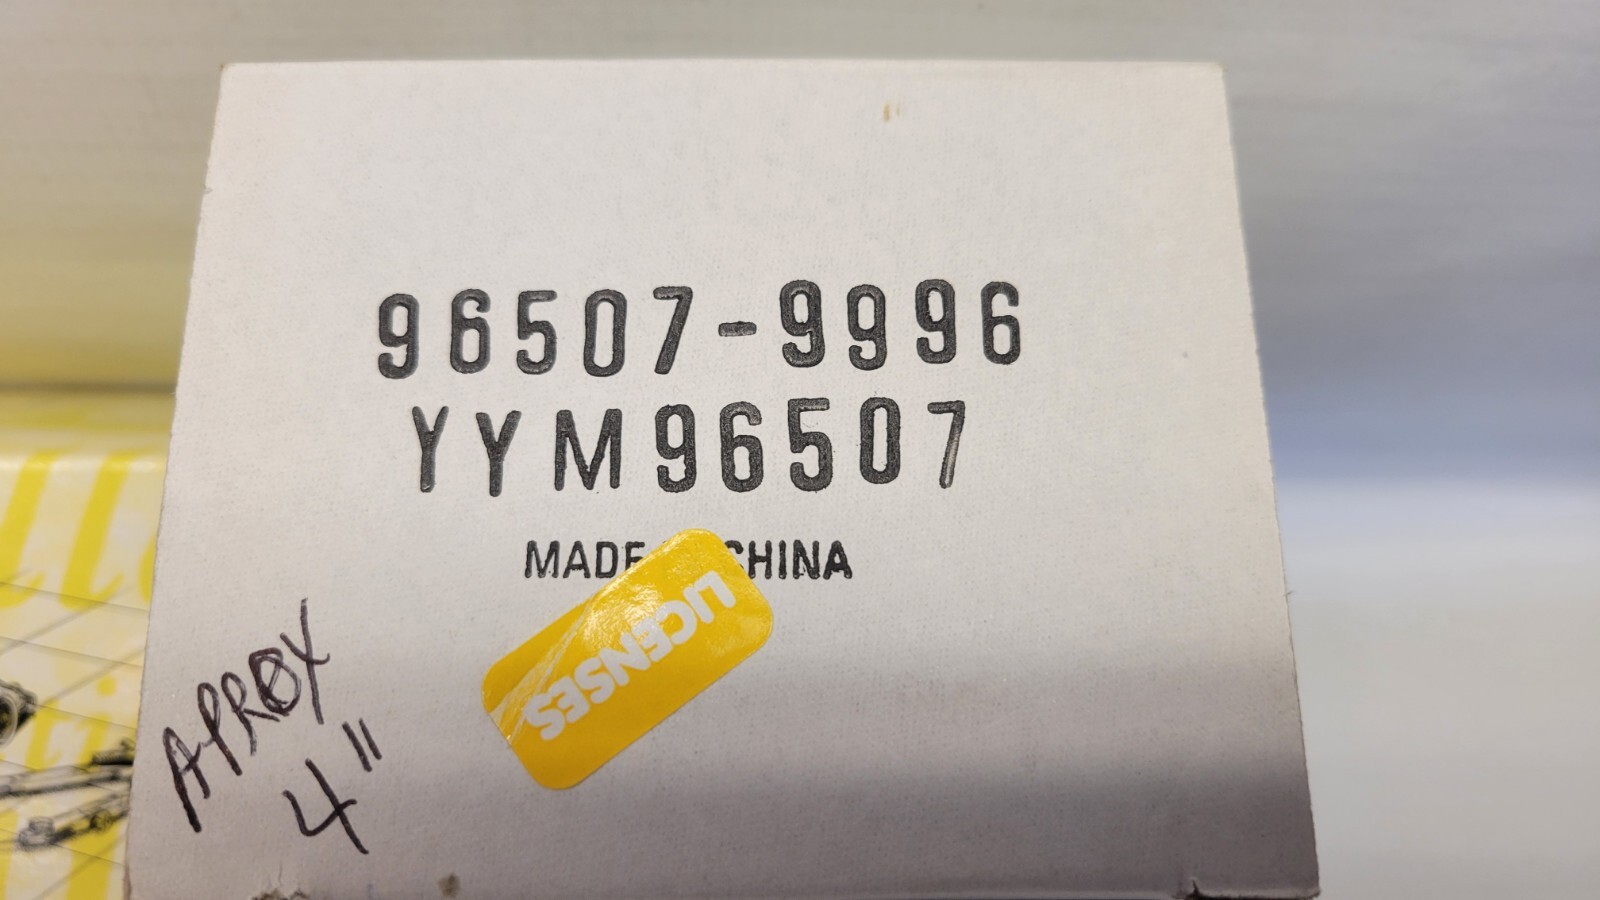 96507-9996
YYM96507
MADE CHINA
LICENSES
APROX
4"